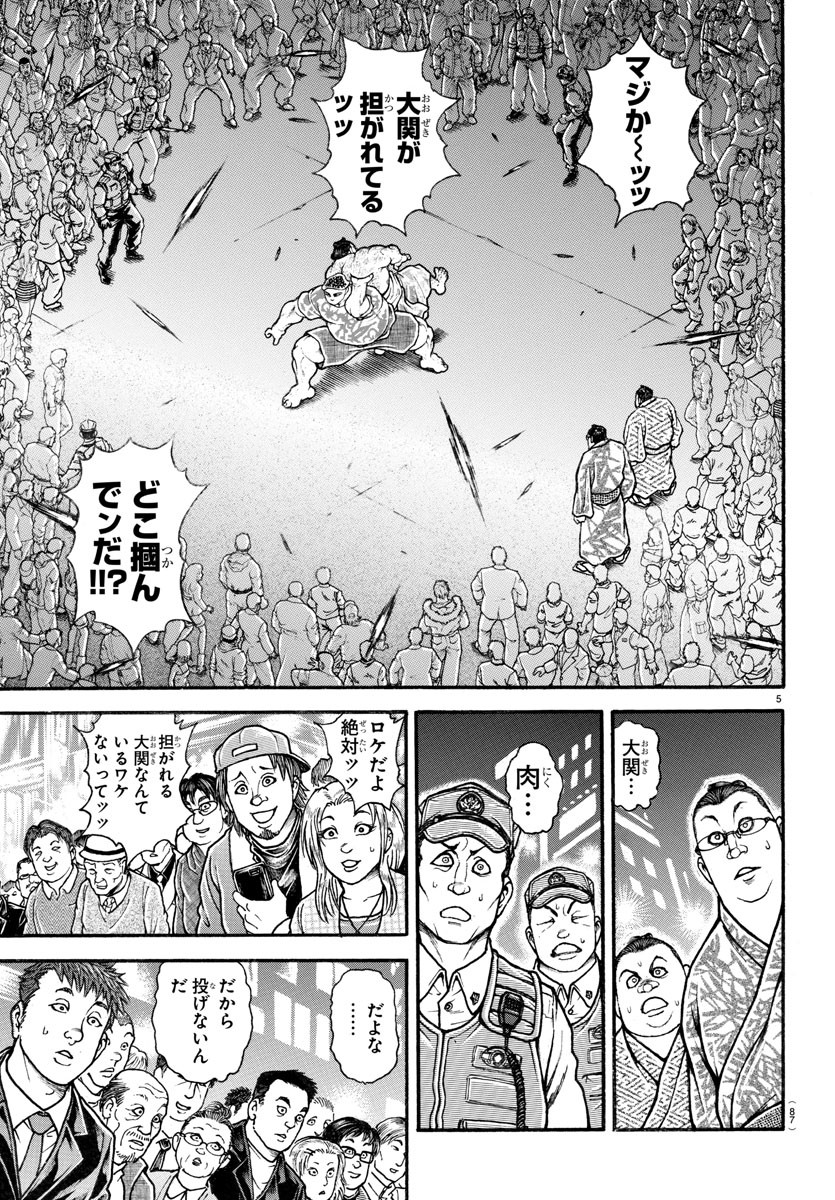 マジか～ッッ
大関が
担がれてる
ッッ
どこ掴ん
でンだ!!?
5
大関…
肉…
ロケだよ
絶対ッッ
担がれる
大関なんて
いるワケ
ないってッッ
だよな
……
だから
投げないん
だ
(87)